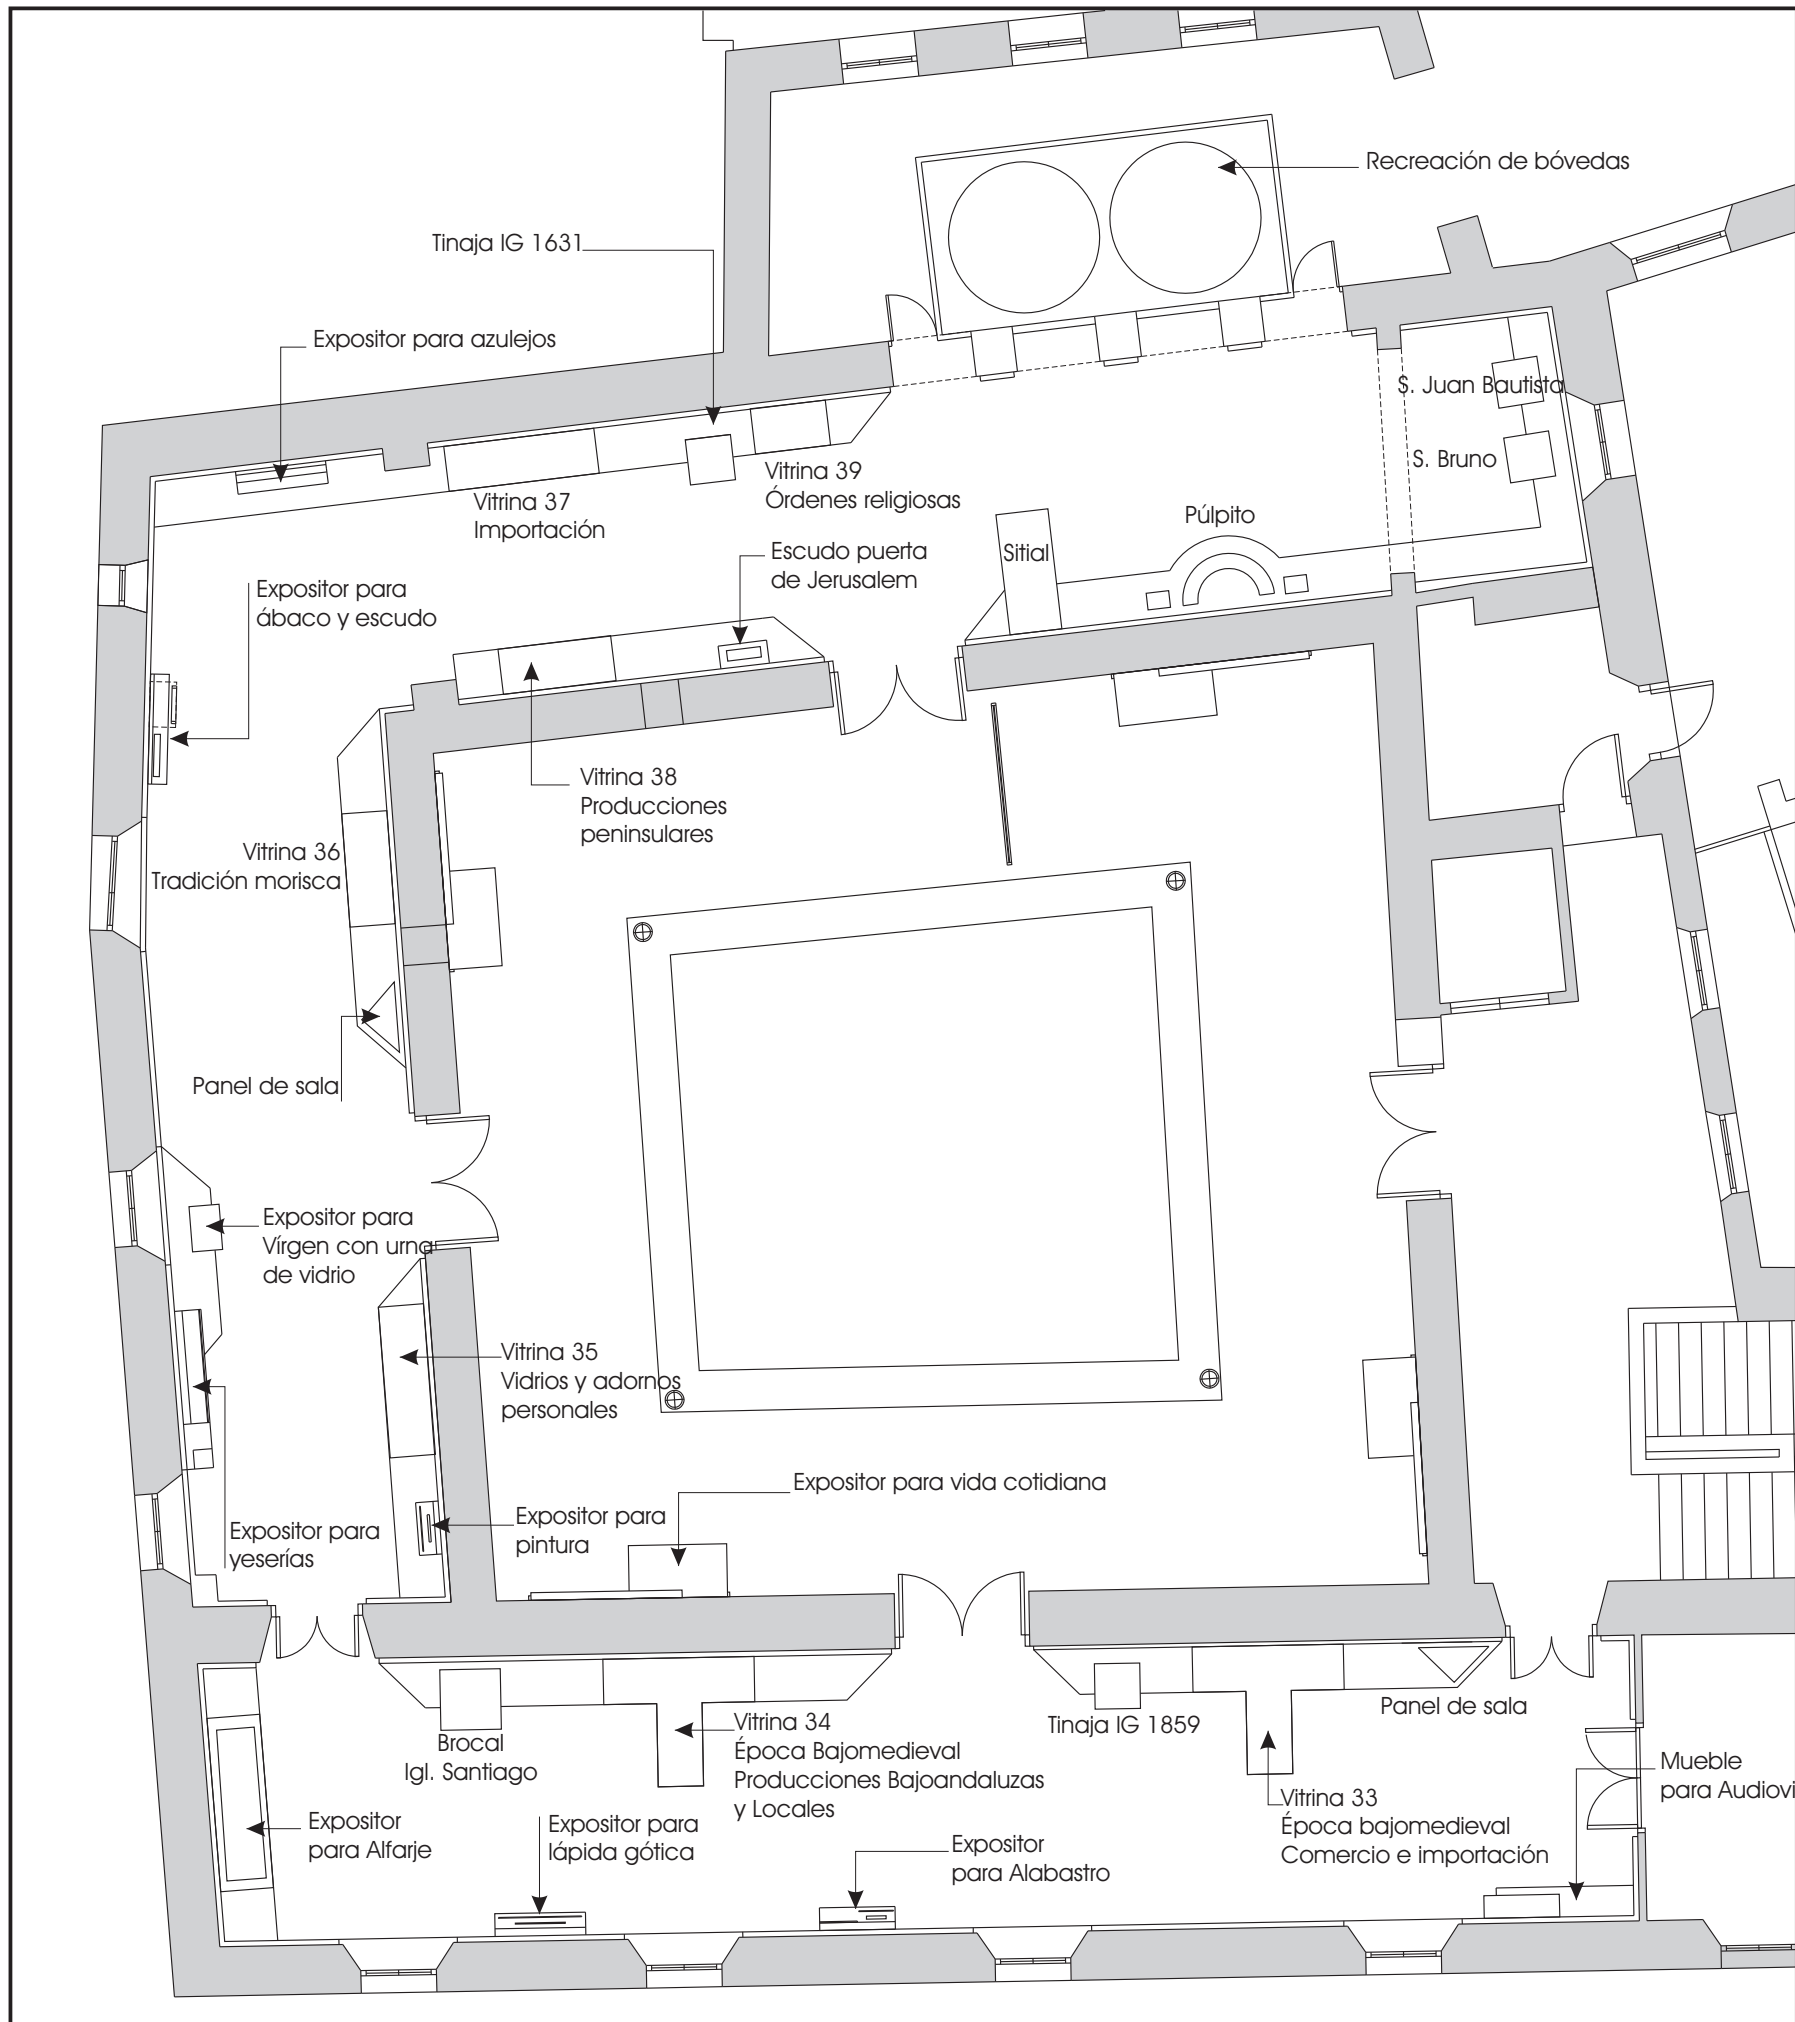 Recreación de bóvedas
Tinaja IG 1631
Expositor para azulejos
S. Juan Bautista
S. Bruno
Vitrina 39
Órdenes religiosas
Vitrina 37
Importación
Púlpito
Sitial
Escudo puerta
de Jerusalem
Expositor para
ábaco y escudo
Vitrina 38
Producciones
peninsulares
Vitrina 36
Tradición morisca
Panel de sala
Expositor para
Vírgen con urna
de vidrio
Vitrina 35
Vidrios y adornos
personales
Expositor para vida cotidiana
Expositor para
pintura
Expositor para
yeserías
Panel de sala
Tinaja IG 1859
Vitrina 34
Época Bajomedieval
Producciones Bajoandaluzas
y Locales
Brocal
Igl. Santiago
Mueble
para Audiovi
Vitrina 33
Época bajomedieval
Comercio e importación
Expositor
para Alfarje
Expositor para
lápida gótica
Expositor
para Alabastro